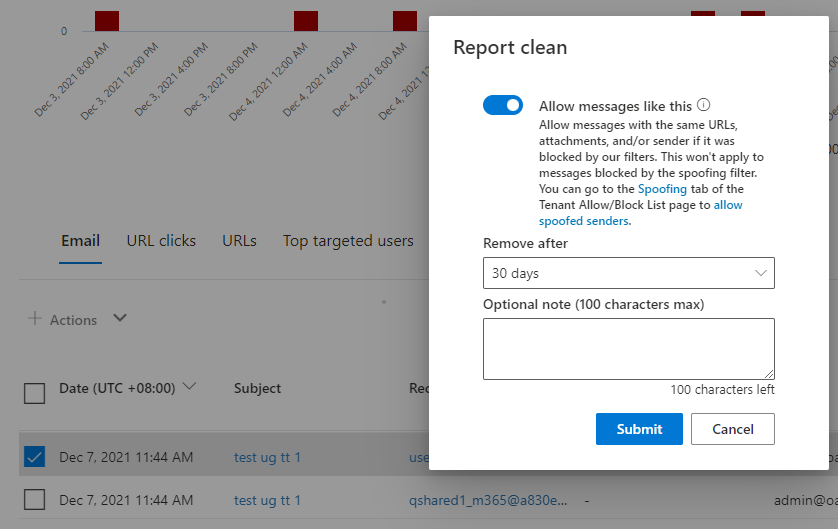 0
Dec 3, 2021 8:00 AM
Dec 3, 2021 12:00 PM
Dec 3, 2021 4:00 PM
Dec 3, 2021 8:00 PM
Dec 4, 2021 12:00 AM
Dec 4, 2021 4:00 AM
Dec 4, 2021 8:00 AM
Dec 4, 2021 12
Report clean
Allow messages like this
Allow messages with the same URLs,
attachments, and/or sender if it was
blocked by our filters. This won't apply to
messages blocked by the spoofing filter.
You can go to the Spoofing tab of the
Tenant Allow/Block List page to allow
spoofed senders.
Remove after
30 days
Optional note (100 characters max)
100 characters left
Submit Cancel
Email URL clicks URLs Top targeted users
Actions
Date (UTC +08:00) Subject Rec
Dec 7, 2021 11:44 AM test ug tt 1 use
Dec 7, 2021 11:44 AM test ug tt 1 qshared1_m365@a830e... - admin@oa